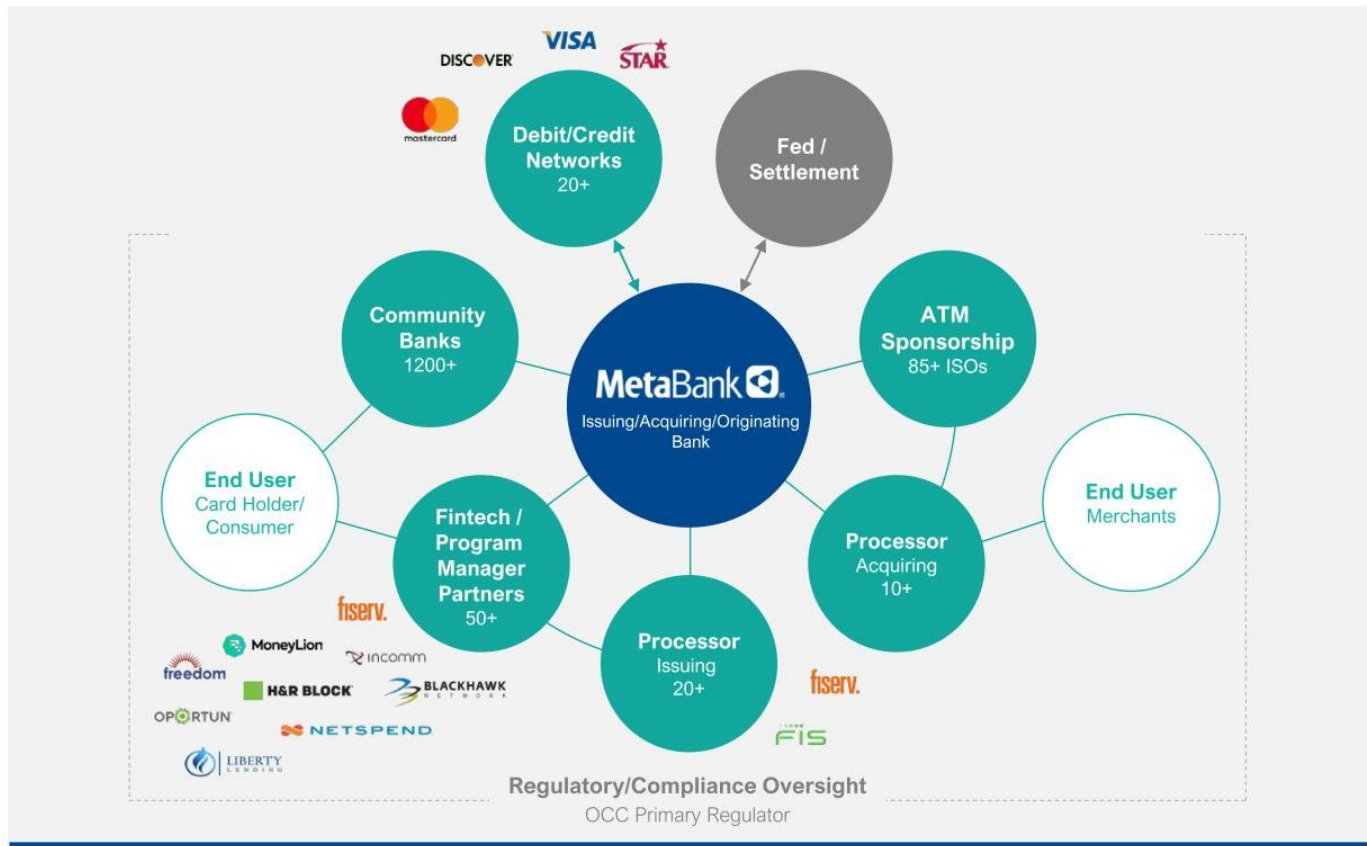 VISA
DISCOVER
STAR
mastercard
Debit/Credit
Networks
20+
Fed /
Settlement
Community
Banks
1200+
MetaBank
Issuing/Acquiring/Originating
Bank
ATM
Sponsorship
85+ ISOs
End User
Card Holder/
Consumer
Fintech /
Program
Manager
Partners
50+
Processor
Issuing
20+
Processor
Acquiring
10+
End User
Merchants
fiserv.
MoneyLion
incomm
freedom
H&R BLOCK
BLACKHAWK
NETWORK
OPORTUN
NETSPEND
LIBERTY
LENDING
fiserv.
FIS
Regulatory/Compliance Oversight
OCC Primary Regulator